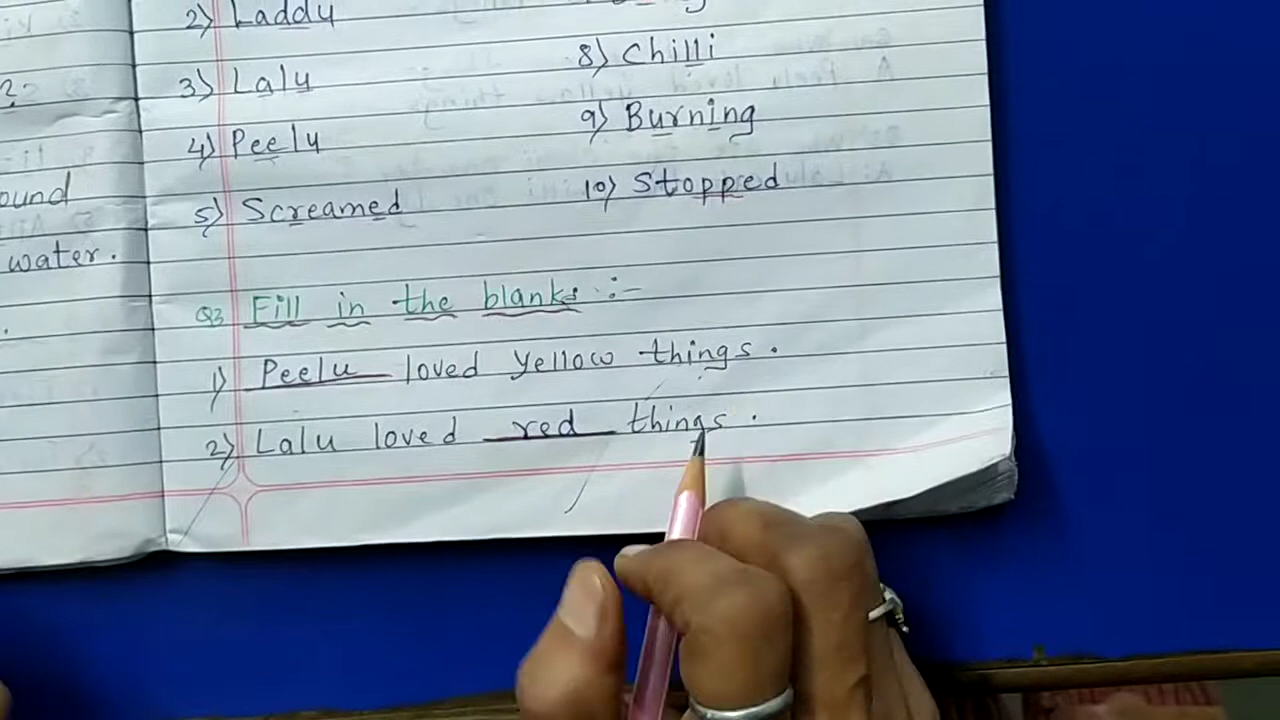 ?
ound
water.
.
2) Laddu
3) Lalu
4) Peelu
5) Screamed
8) Chilli
9) Burning
10) Stopped
Q3 Fill in the blanks :-
1) Peelu loved yellow things.
2) Lalu loved red things.